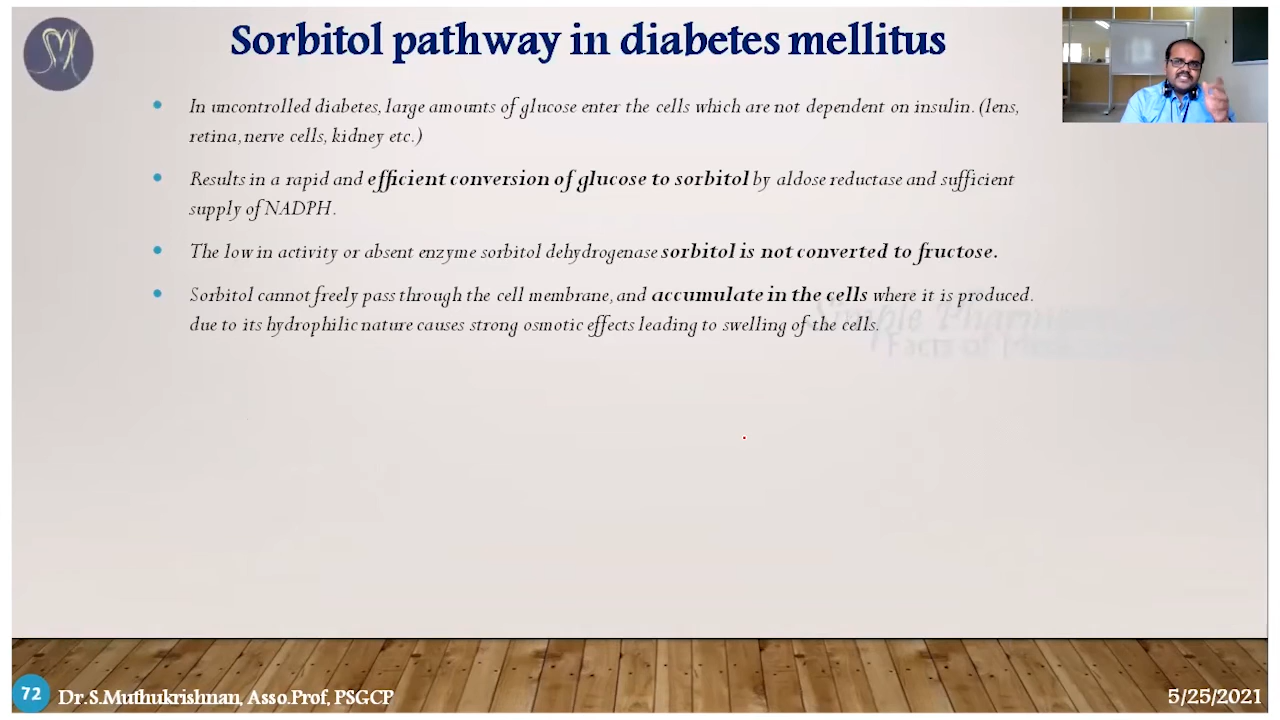 Sorbitol pathway in diabetes mellitus
In uncontrolled diabetes, large amounts of glucose enter the cells which are not dependent on insulin. (lens,
retina, nerve cells, kidney etc.)
Results in a rapid and efficient conversion of glucose to sorbitol by aldose reductase and sufficient
supply of NADPH.
The low in activity or absent enzyme sorbitol dehydrogenase sorbitol is not converted to fructose.
Sorbitol cannot freely pass through the cell membrane, and accumulate in the cells where it is produced.
due to its hydrophilic nature causes strong osmotic effects leading to swelling of the cells.
Simple
Facts of
72 Dr.S.Muthukrishnan, Asso.Prof, PSGCP 5/25/2021